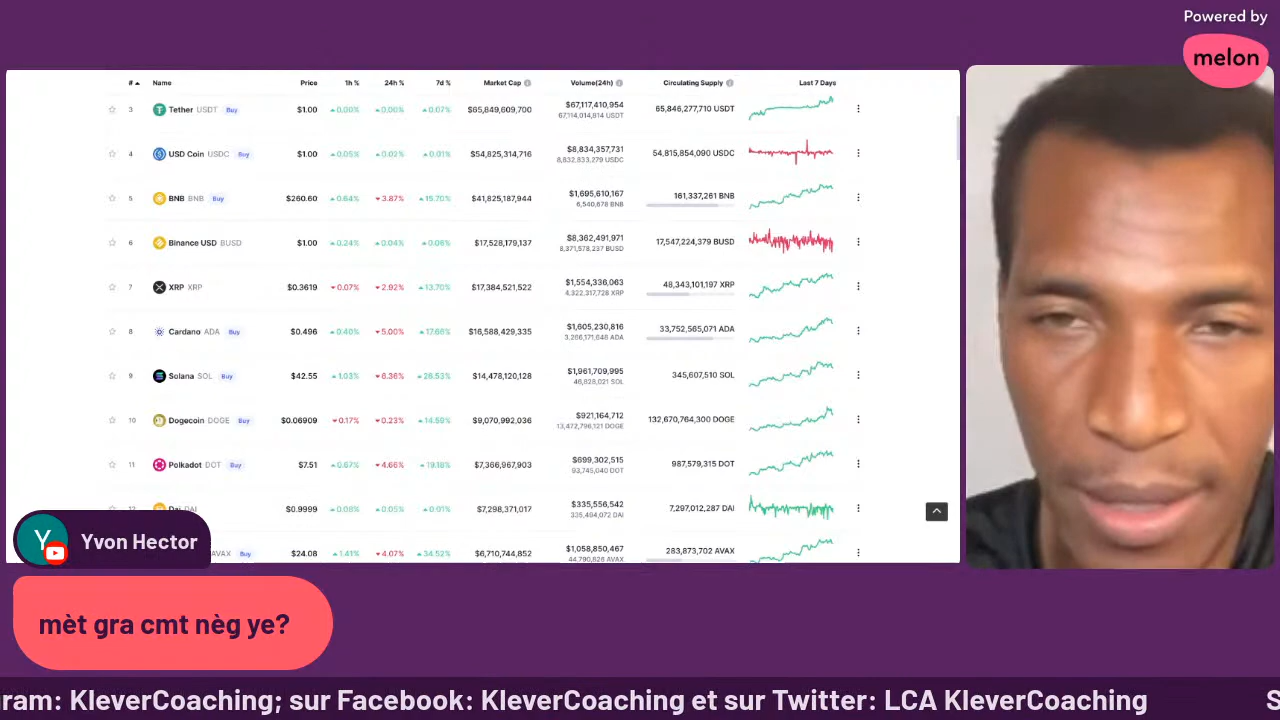 Powered by
melon
# Name Price 1h % 24h % 7d % Market Cap Volume(24h) Circulating Supply Last 7 Days
3 Tether USDT Buy $1.00 0.00% 0.00% 0.07% $65,849,609,700 $67,117,410,954 65,846,277,710 USDT
67,114,014,814 USDT
4 USD Coin USDC Buy $1.00 0.05% 0.02% 0.01% $54,825,314,716 $8,834,357,731 54,815,854,090 USDC
8,832,833,279 USDC
5 BNB BNB Buy $260.60 0.64% 3.87% 15.70% $41,825,187,944 $1,695,610,167 161,337,261 BNB
6,540,678 BNB
6 Binance USD BUSD $1.00 0.24% 0.04% 0.06% $17,528,179,137 $8,362,491,971 17,547,224,379 BUSD
8,371,578,237 BUSD
7 XRP XRP $0.3619 0.07% 2.92% 13.70% $17,384,521,522 $1,554,336,063 48,343,101,197 XRP
4,322,317,728 XRP
8 Cardano ADA Buy $0.496 0.40% 5.00% 17.66% $16,588,429,335 $1,605,230,816 33,752,565,071 ADA
3,266,171,648 ADA
9 Solana SOL Buy $42.55 1.03% 6.36% 26.53% $14,478,120,128 $1,961,709,995 345,607,510 SOL
46,828,021 SOL
10 Dogecoin DOGE Buy $0.06909 0.17% 0.23% 14.59% $9,070,992,036 $921,164,712 132,670,764,300 DOGE
13,472,796,121 DOGE
11 Polkadot DOT Buy $7.51 0.67% 4.66% 19.18% $7,366,967,903 $699,302,515 987,579,315 DOT
93,745,040 DOT
Dai DAI $0.9999 0.08% 0.05% 0.01% $7,298,371,017 $335,556,542 7,297,012,287 DAI
335,494,072 DAI
AVAX Buy $24.08 1.41% 4.07% 34.52% $6,710,744,852 $1,058,850,467 283,873,702 AVAX
44,790,826 AVAX
Y Yvon Hector
mèt gra cmt nèg ye?
gram: KleverCoaching; sur Facebook: KleverCoaching et sur Twitter: LCA KleverCoaching S